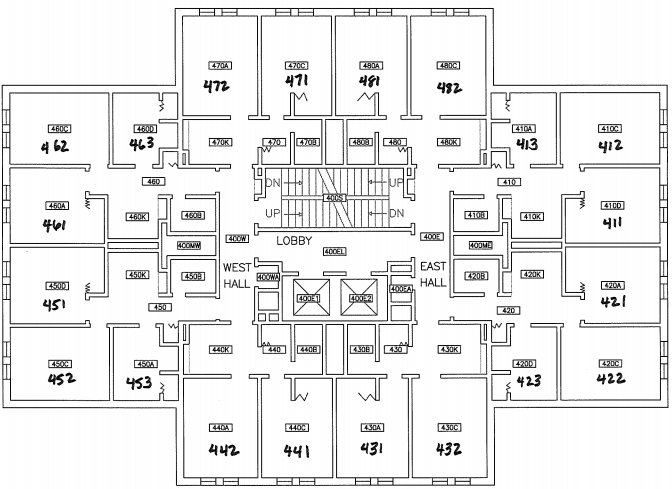 470A 470C 480A 480C
472 471 481 482
460C 460D 470K 470 470B 480B 480 480K 410A 410C
462 463 413 412
460 DN UP 410
400S
460A 460K 460B UP DN 410B 410K 410D
461 411
400MW 400W LOBBY 400EL 400E 400ME
450D 450K 450B WEST HALL 400WA 400EA EAST HALL 420B 420K 420A
451 400E1 400E2 421
450 420
450C 450A 440K 440 440B 430B 430 430K 420D 420C
452 453 423 422
440A 440C 430A 430C
442 441 431 432